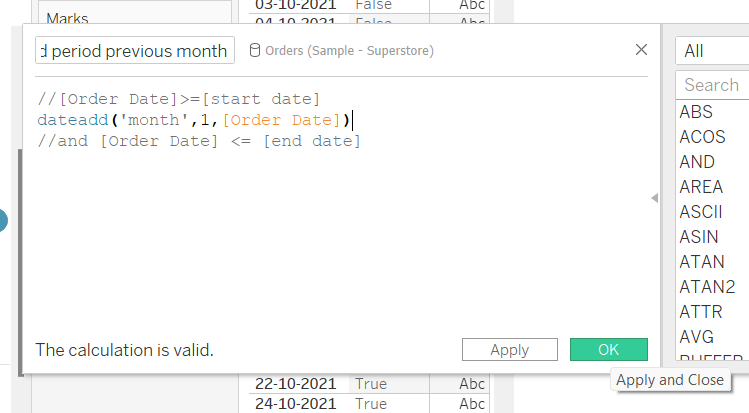 Marks
03-10-2021 False Abc
04-10-2021 False Abc
d period previous month
Orders (Sample - Superstore)
All
Search
//[Order Date]>=[start date]
dateadd('month',1,[Order Date])
//and [Order Date] <= [end date]
ABS
ACOS
AND
AREA
ASCII
ASIN
ATAN
ATAN2
ATTR
AVG
BUFFER
The calculation is valid.
Apply
OK
Apply and Close
22-10-2021 True Abc
24-10-2021 True Abc